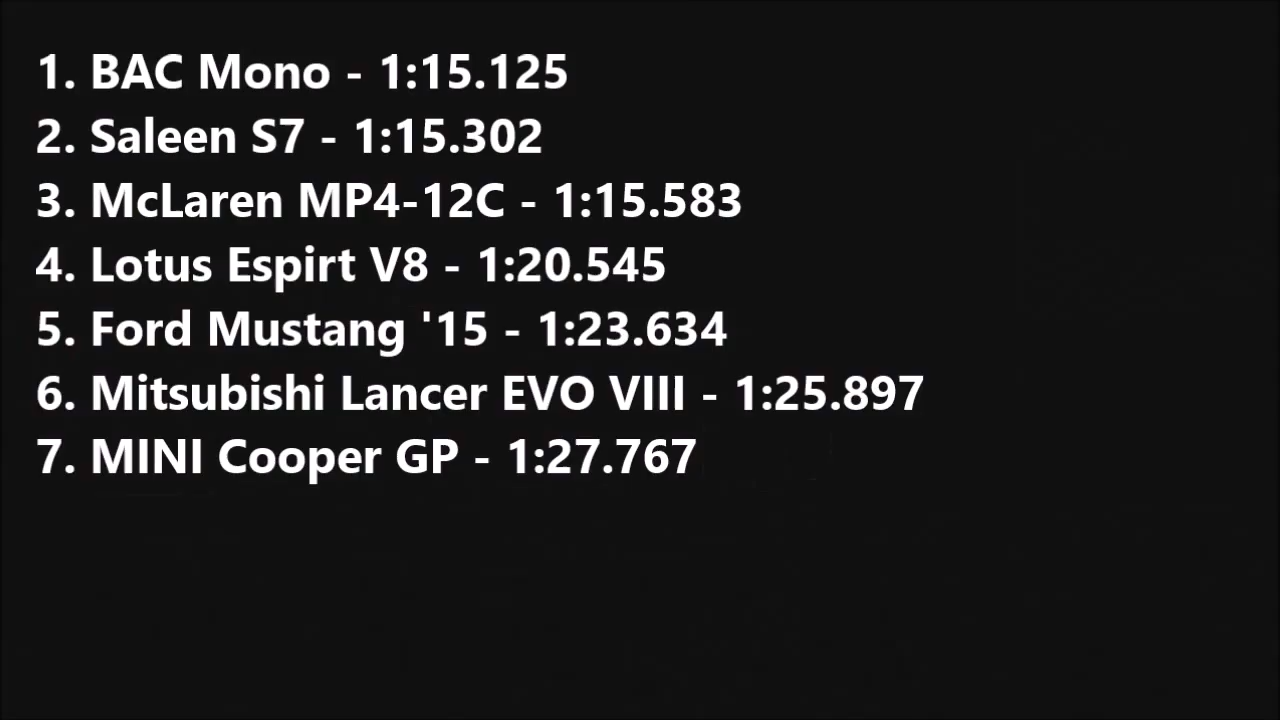 1. BAC Mono - 1:15.125
2. Saleen S7 - 1:15.302
3. McLaren MP4-12C - 1:15.583
4. Lotus Espirt V8 - 1:20.545
5. Ford Mustang '15 - 1:23.634
6. Mitsubishi Lancer EVO VIII - 1:25.897
7. MINI Cooper GP - 1:27.767